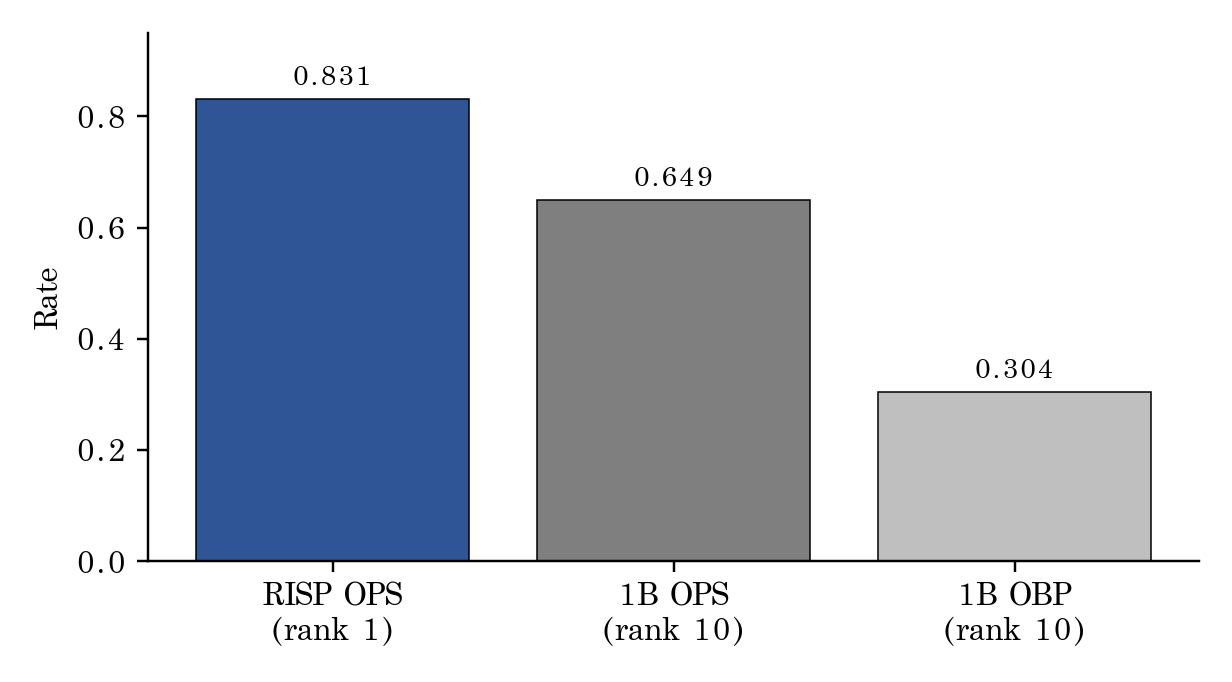 0.831
0.8
0.649
0.6
Rate
0.4
0.304
0.2
0.0
RISP OPS
(rank 1)
1B OPS
(rank 10)
1B OBP
(rank 10)